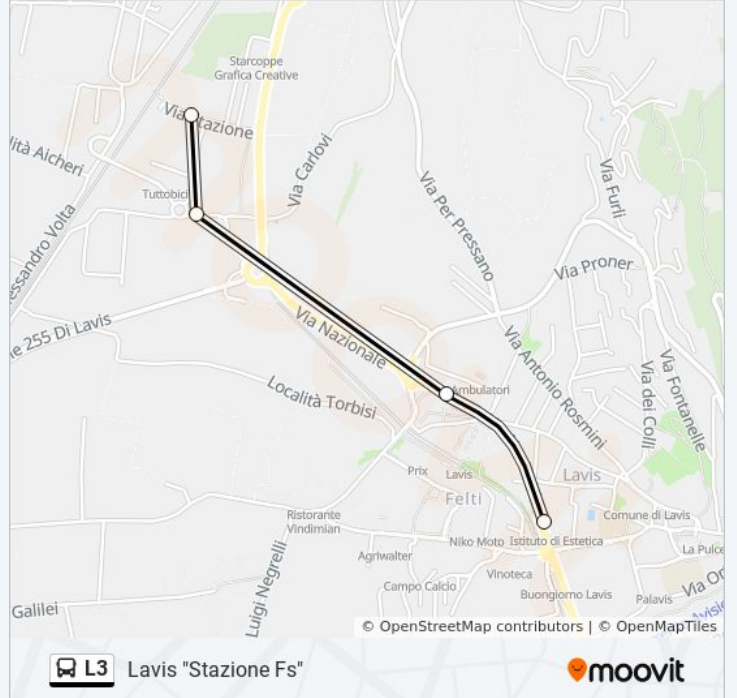 Starcoppe
Grafica Creative
Via Stazione
lità Aicheri
Via Carlovi
Tuttobici
Via Per Pressano
Via Furli
lessandro Volta
Via Proner
le 255 Di Lavis
Via Nazionale
Via Antonio Rosmini
Via dei Colli
Via Fontanelle
Località Torbisi
Ambulatori
Prix
Lavis
Lavis
Felti
Ristorante
Vindimian
Comune di Lavis
Niko Moto
Istituto di Estetica
La Pulce
Agriwalter
Vinoteca
Campo Calcio
Buongiorno Lavis
Palavis
Luigi Negrelli
Galilei
© OpenStreetMap contributors | © OpenMapTiles
L3 Lavis "Stazione Fs"
moovit